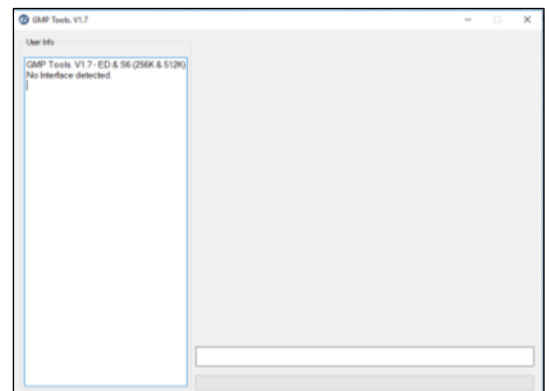 GMP Tools. V1.7
User Info
GMP Tools. V1.7 - ED & S6 (256K & 512K)
No Interface detected.